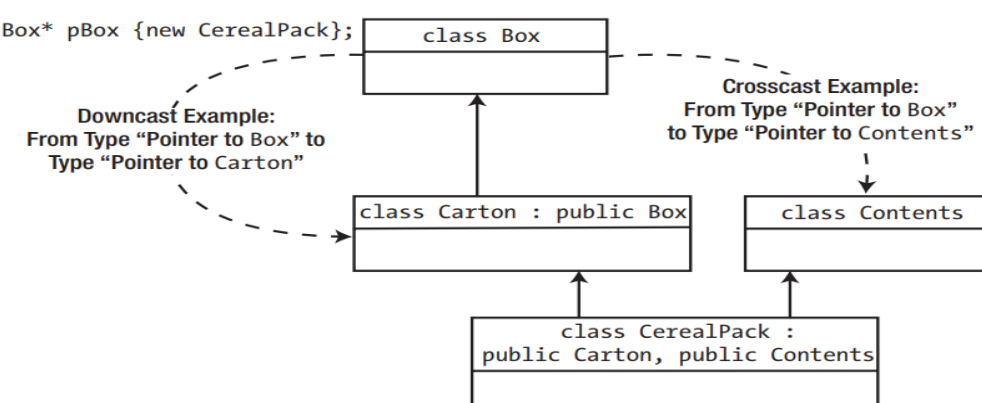 Box* pBox {new CerealPack};
class Box
Downcast Example:
From Type “Pointer to Box” to
Type “Pointer to Carton”
Crosscast Example:
From Type “Pointer to Box”
to Type “Pointer to Contents”
class Carton : public Box
class Contents
class CerealPack :
public Carton, public Contents